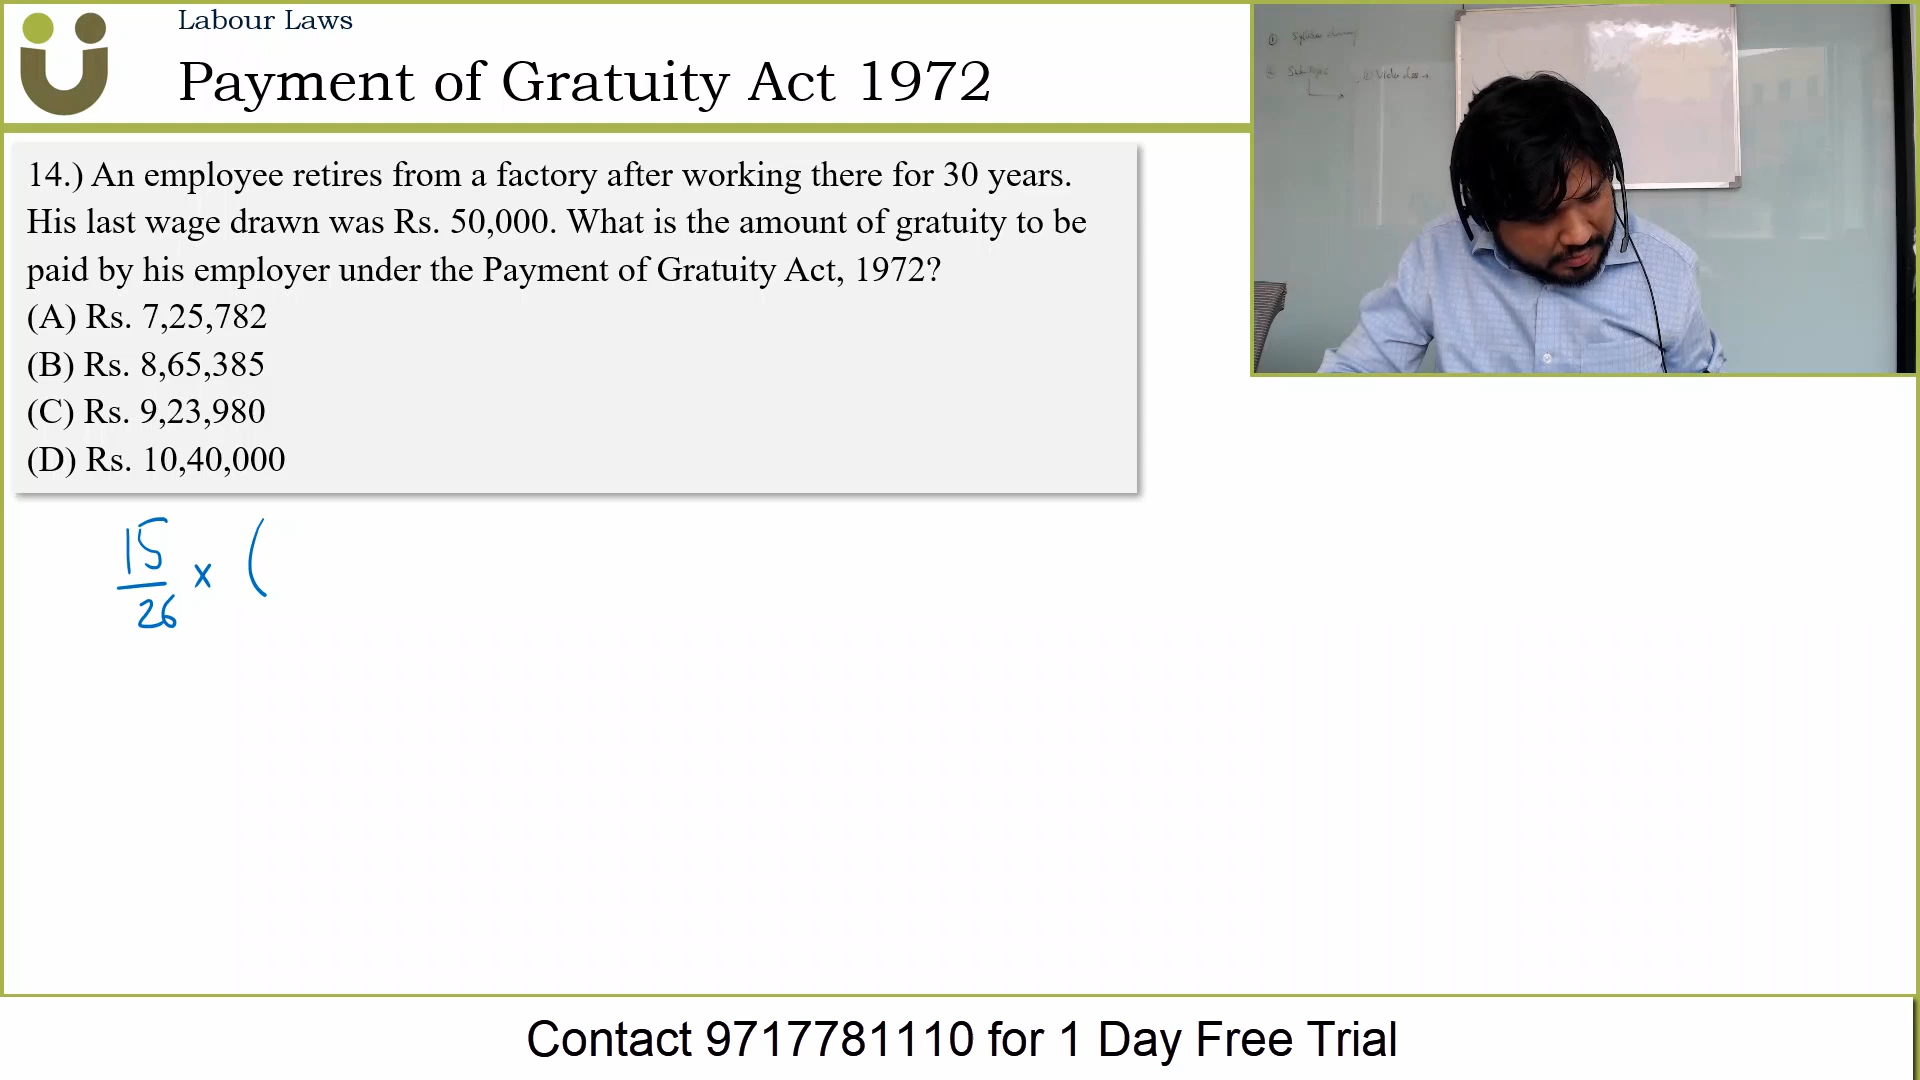 Labour Laws
Payment of Gratuity Act 1972
14.) An employee retires from a factory after working there for 30 years.
His last wage drawn was Rs. 50,000. What is the amount of gratuity to be
paid by his employer under the Payment of Gratuity Act, 1972?
(A) Rs. 7,25,782
(B) Rs. 8,65,385
(C) Rs. 9,23,980
(D) Rs. 10,40,000
15
26 × (
Contact 9717781110 for 1 Day Free Trial